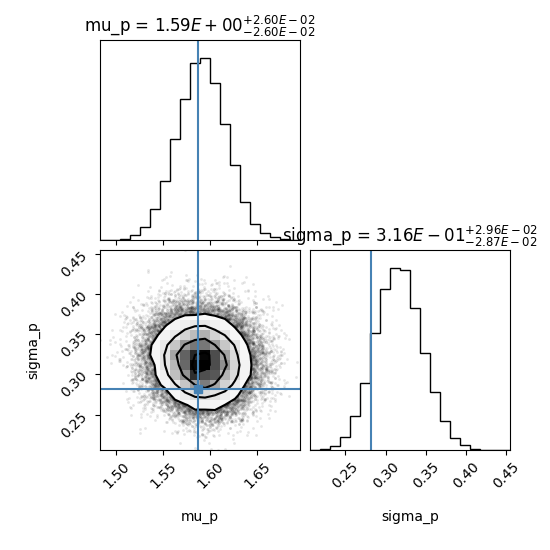 mu_p = 1.59E + 00+2.60E − 02 −2.60E − 02
sigma_p = 3.16E − 01+2.96E − 02 −2.87E − 02
0.45
0.40
0.35
0.30
0.25
sigma_p
1.50
1.55
1.60
1.65
mu_p
0.25
0.30
0.35
0.40
0.45
sigma_p